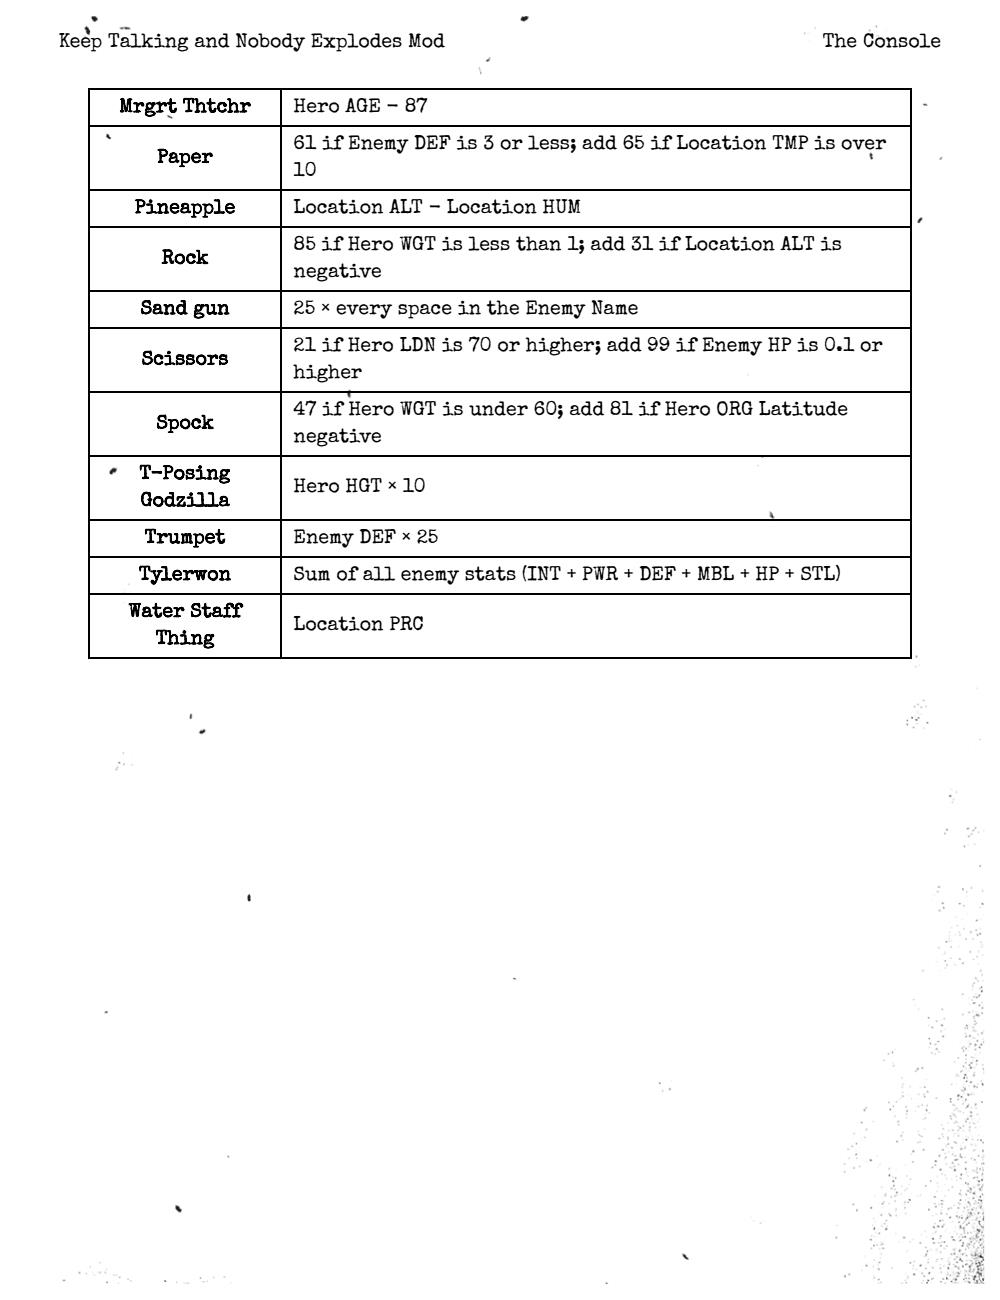 Keep Talking and Nobody Explodes Mod
The Console
Mrgrt Thtchr
Hero AGE – 87
Paper
61 if Enemy DEF is 3 or less; add 65 if Location TMP is over
10
Pineapple
Location ALT – Location HUM
Rock
85 if Hero WGT is less than 1; add 31 if Location ALT is
negative
Sand gun
25 × every space in the Enemy Name
Scissors
21 if Hero LDN is 70 or higher; add 99 if Enemy HP is 0.1 or
higher
Spock
47 if Hero WGT is under 60; add 81 if Hero ORG Latitude
negative
T-Posing
Godzilla
Hero HGT × 10
Trumpet
Enemy DEF × 25
Tylerwon
Sum of all enemy stats (INT + PWR + DEF + MBL + HP + STL)
Water Staff
Thing
Location PRC